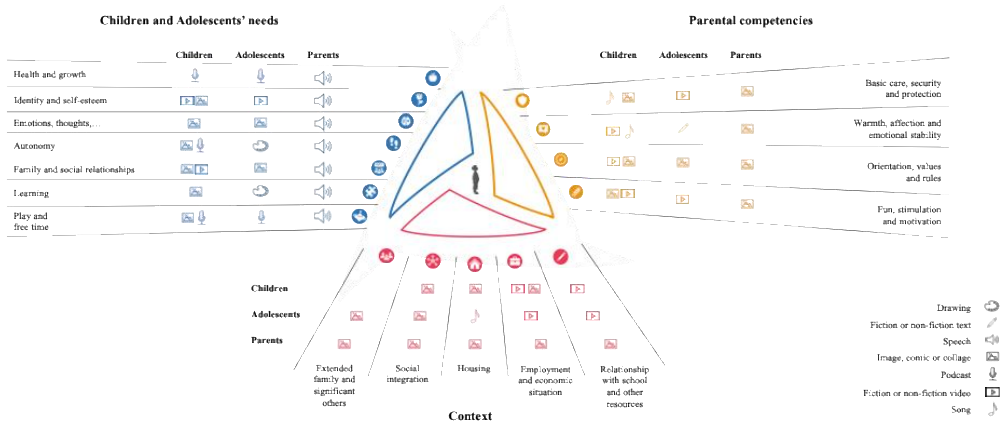 Children and Adolescents' needs
Children
Adolescents
Parents
Health and growth
Identity and self-esteem
Emotions, thoughts,...
Autonomy
Family and social relationships
Learning
Play and
free time
Parental competencies
Children
Adolescents
Parents
Basic care, security
and protection
Warmth, affection and
emotional stability
Orientation, values
and rules
Fun, stimulation
and motivation
Children
Adolescents
Parents
Extended
family and
significant
others
Social
integration
Housing
Employment
and economic
situation
Relationship
with school
and other
resources
Context
Drawing
Fiction or non-fiction text
Speech
Image, comic or collage
Podcast
Fiction or non-fiction video
Song